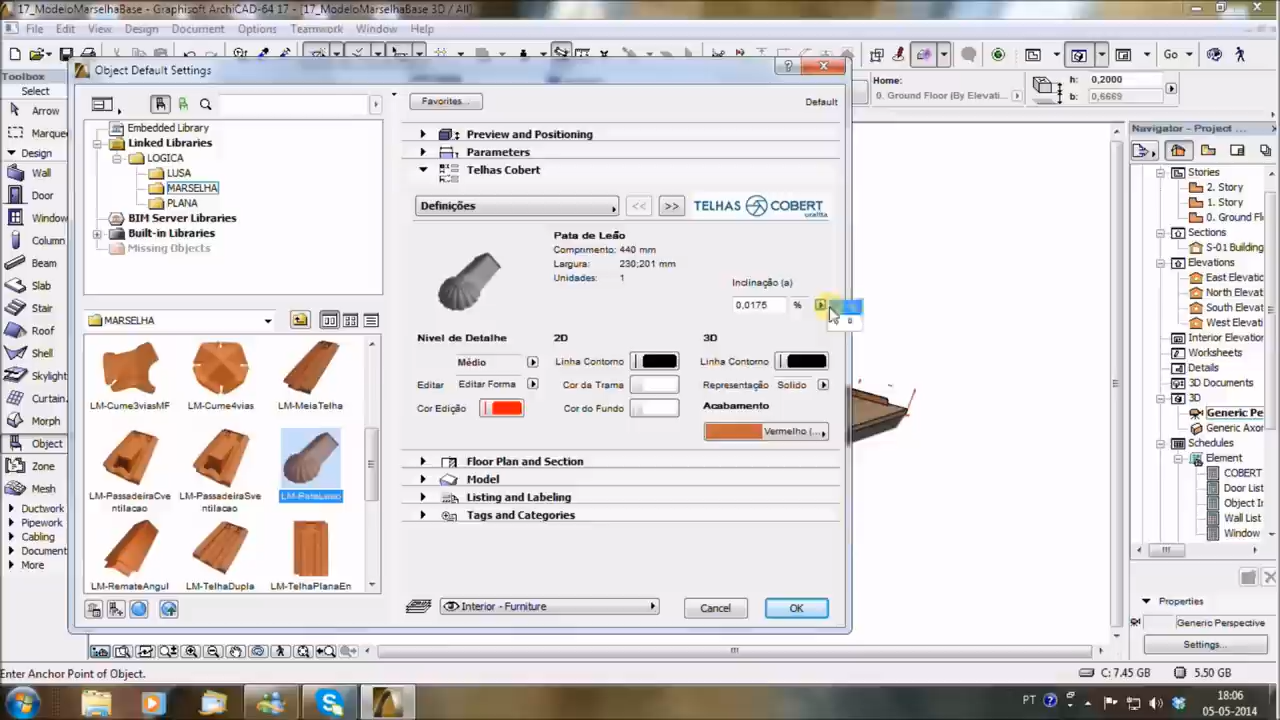 17_ModeloMarselhaBase - Graphisoft ArchiCAD-64 17 - [17_ModeloMarselhaBase 3D / All]
File Edit View Design Document Options Teamwork Window Help
Go
Toolbox
Select
Arrow
Marque
Design
Wall
Door
Window
Column
Beam
Slab
Stair
Roof
Shell
Skylight
Curtain
Morph
Object
Zone
Mesh
Ductwork
Pipework
Cabling
Document
More
Object Default Settings
Embedded Library
Linked Libraries
LOGICA
LUSA
MARSELHA
PLANA
BIM Server Libraries
Built-in Libraries
Missing Objects
MARSELHA
LM-Cume3viasMF
LM-Cume4vias
LM-MeiaTelha
LM-PassadeiraCve
ntilacao
LM-PassadeiraSve
ntilacao
LM-PataLeao
LM-RemateAngul
LM-TelhaDupla
LM-TelhaPlanaEn
Favorites...
Default
Preview and Positioning
Parameters
Telhas Cobert
Definições
<<
>>
TELHAS COBERT
uralita
Pata de Leão
Comprimento: 440 mm
Largura: 230;201 mm
Unidades: 1
Inclinação (a)
0,0175 %
Nível de Detalhe
2D
3D
Médio
Linha Contorno
Linha Contorno
Editar Editar Forma
Cor da Trama
Representação Solido
Cor Edição
Cor do Fundo
Acabamento
Vermelho (...
Floor Plan and Section
Model
Listing and Labeling
Tags and Categories
Interior - Furniture
Cancel
OK
Home:
0. Ground Floor (By Elevati...
h: 0,2000
b: 0,6669
Navigator - Project ...
Stories
2. Story
1. Story
0. Ground Fl
Sections
S-01 Building
Elevations
East Elevatio
North Elevat
South Elevat
West Elevati
Interior Elevation
Worksheets
Details
3D Documents
3D
Generic Pe
Generic Axor
Schedules
Element
COBERT
Door List
Object In
Wall List
Window
Properties
Generic Perspective
Settings...
Enter Anchor Point of Object.
C: 7.45 GB
5.50 GB
PT
18:06
05-05-2014